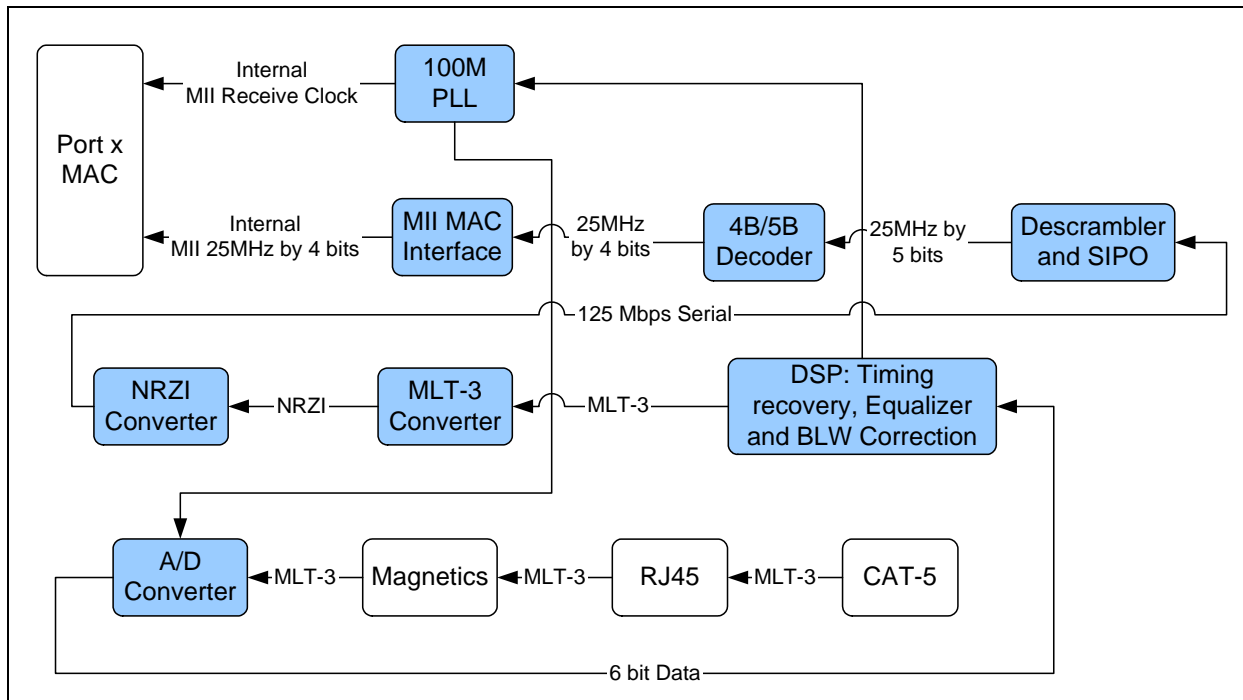 Port x
MAC
Internal
MII Receive Clock
100M
PLL
Internal
MII 25MHz by 4 bits
MII MAC
Interface
25MHz
by 4 bits
4B/5B
Decoder
25MHz by
5 bits
Descrambler
and SIPO
125 Mbps Serial
NRZI
Converter
NRZI
MLT-3
Converter
MLT-3
DSP: Timing
recovery, Equalizer
and BLW Correction
A/D
Converter
MLT-3
Magnetics
MLT-3
RJ45
MLT-3
CAT-5
6 bit Data